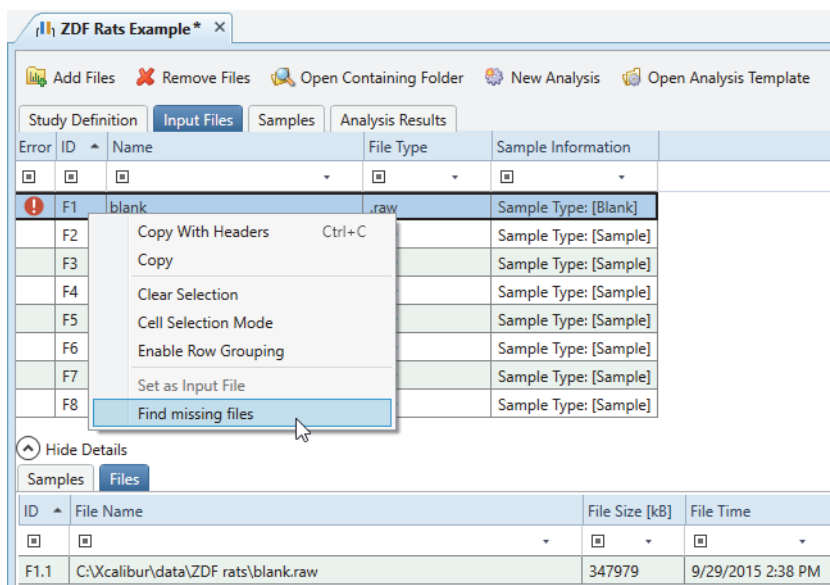 ZDF Rats Example* ×
Add Files Remove Files Open Containing Folder New Analysis Open Analysis Template
Study Definition Input Files Samples Analysis Results
Error ID Name File Type Sample Information
F1 blank .raw Sample Type: [Blank]
F2 Sample Type: [Sample]
F3 Sample Type: [Sample]
F4 Sample Type: [Sample]
F5 Sample Type: [Sample]
F6 Sample Type: [Sample]
F7 Sample Type: [Sample]
F8 Sample Type: [Sample]
Copy With Headers Ctrl+C
Copy
Clear Selection
Cell Selection Mode
Enable Row Grouping
Set as Input File
Find missing files
Hide Details
Samples Files
ID File Name File Size [kB] File Time
F1.1 C:\Xcalibur\data\ZDF rats\blank.raw 347979 9/29/2015 2:38 PM